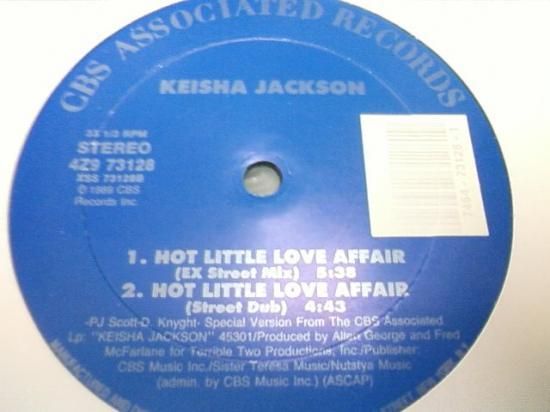 CBS ASSOCIATED RECORDS
KEISHA JACKSON
33 1/3 RPM
STEREO
4Z9 73128
XSS 73128B
℗ 1989 CBS
Records Inc.
7464-73128-1
1. HOT LITTLE LOVE AFFAIR
(EX Street Mix) 5:38
2. HOT LITTLE LOVE AFFAIR
(Street Dub) 4:43
-PJ Scott-D. Knyght- Special Version From The CBS Associated
Lp: "KEISHA JACKSON" 45301/Produced by Allen George and Fred
McFarlane for Terrible Two Productions, Inc./Publisher:
CBS Music Inc./Sister Teresa Music/Nutatya Music
(admin. by CBS Music Inc.) (ASCAP)